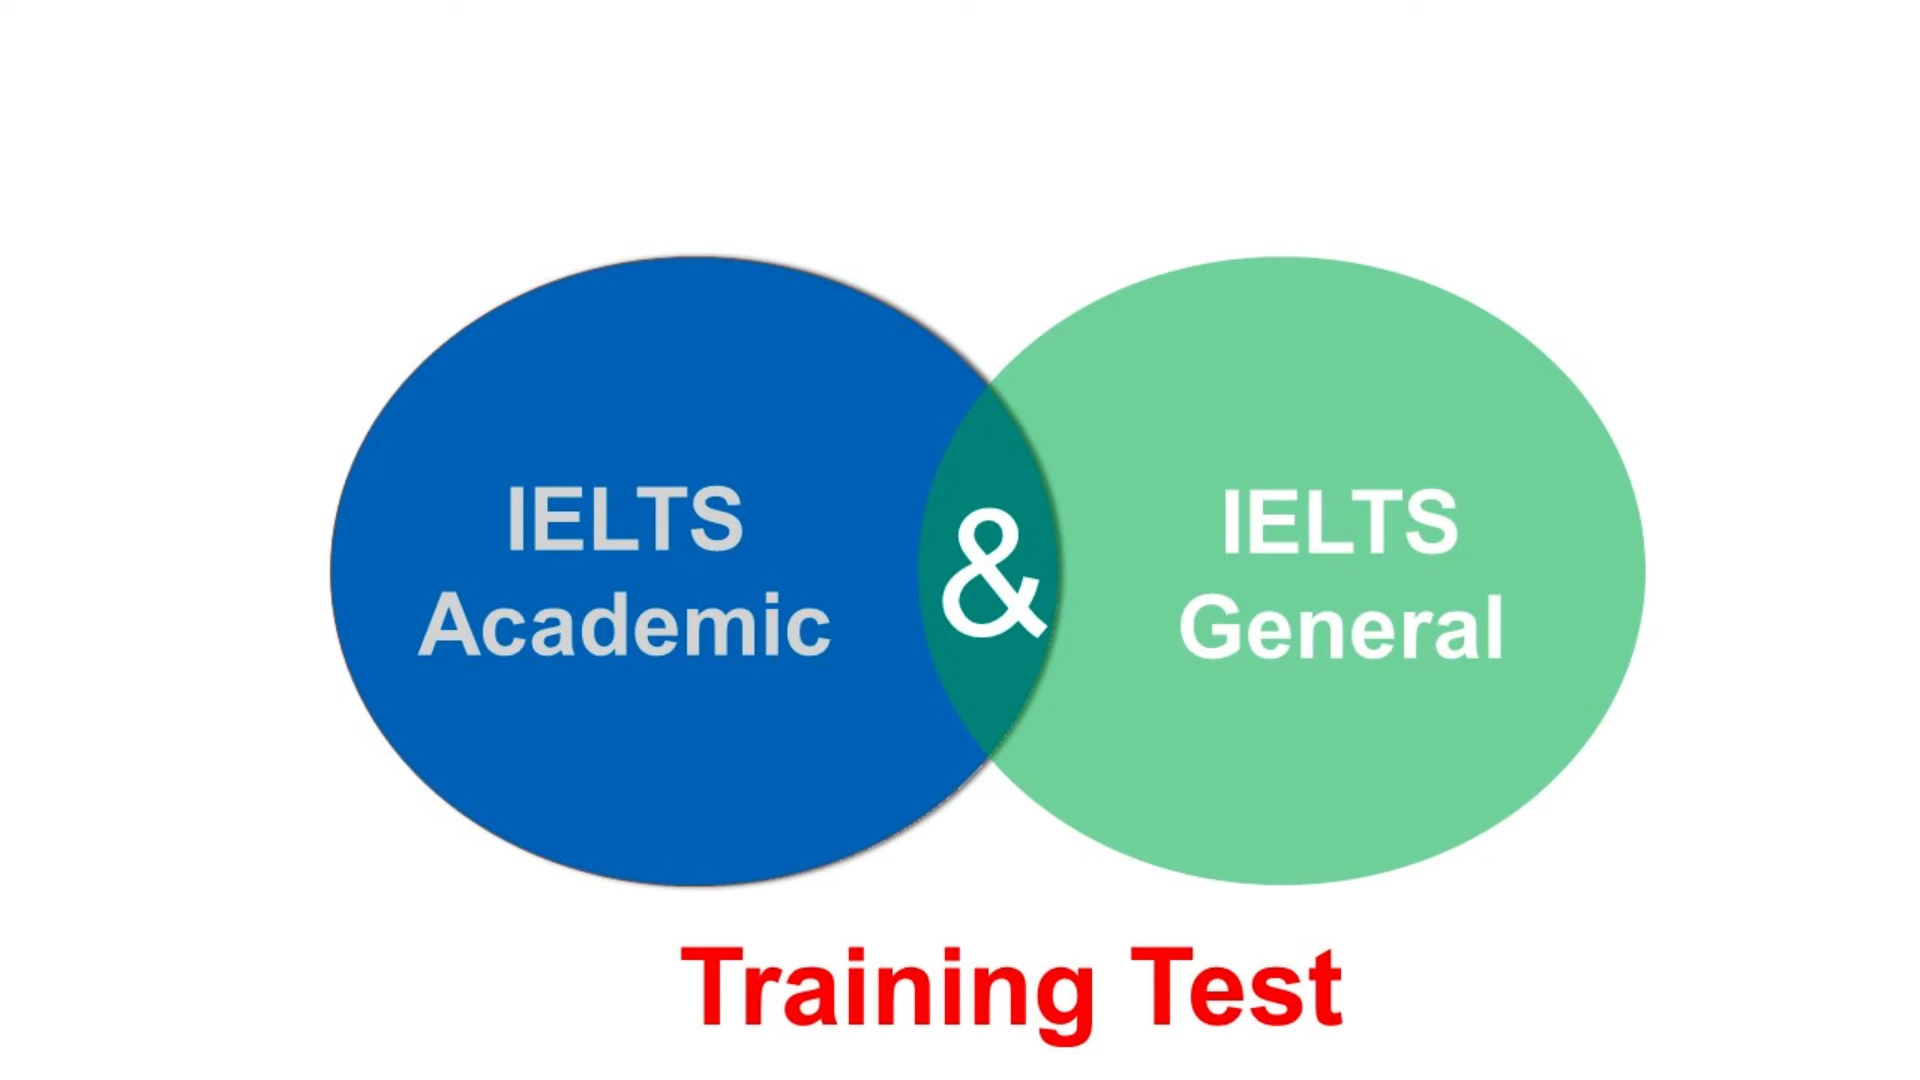 IELTS
Academic
&
IELTS
General
Training Test